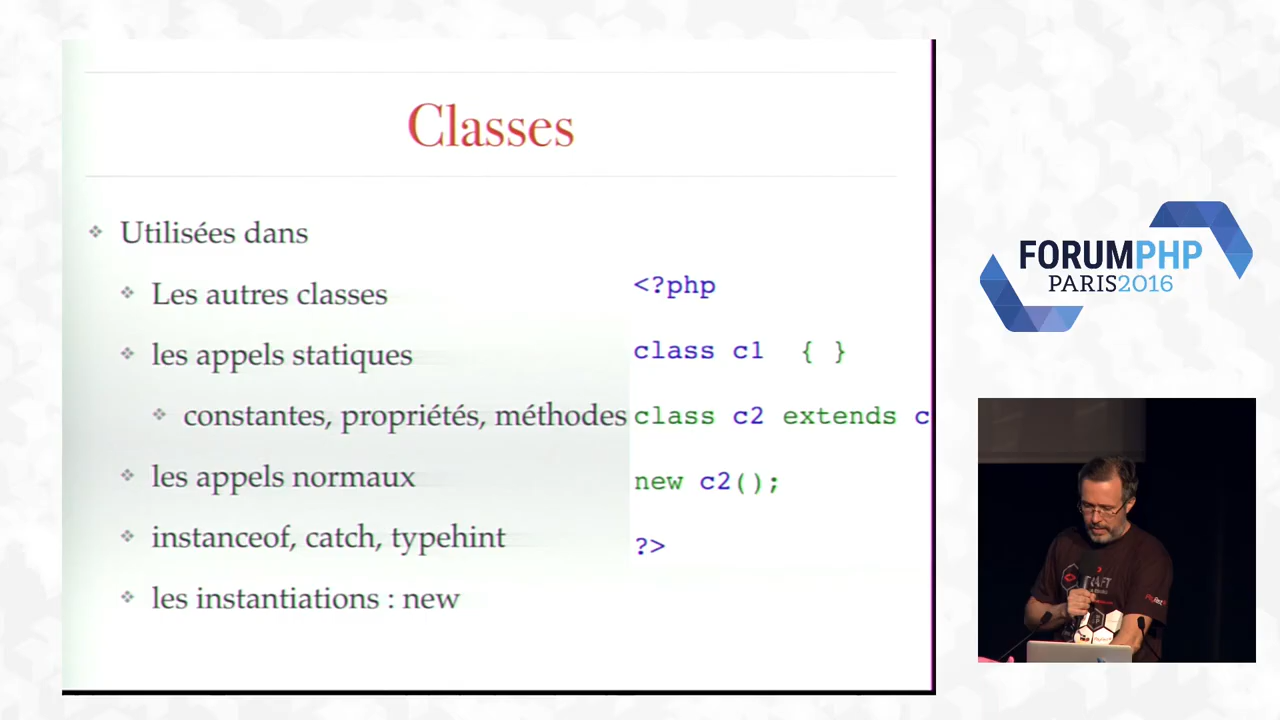 Classes
Utilisées dans
Les autres classes
les appels statiques
constantes, propriétés, méthodes
les appels normaux
instanceof, catch, typehint
les instantiations : new
<?php
class c1 { }
class c2 extends c
new c2();
?>
FORUMPHP
PARIS2016